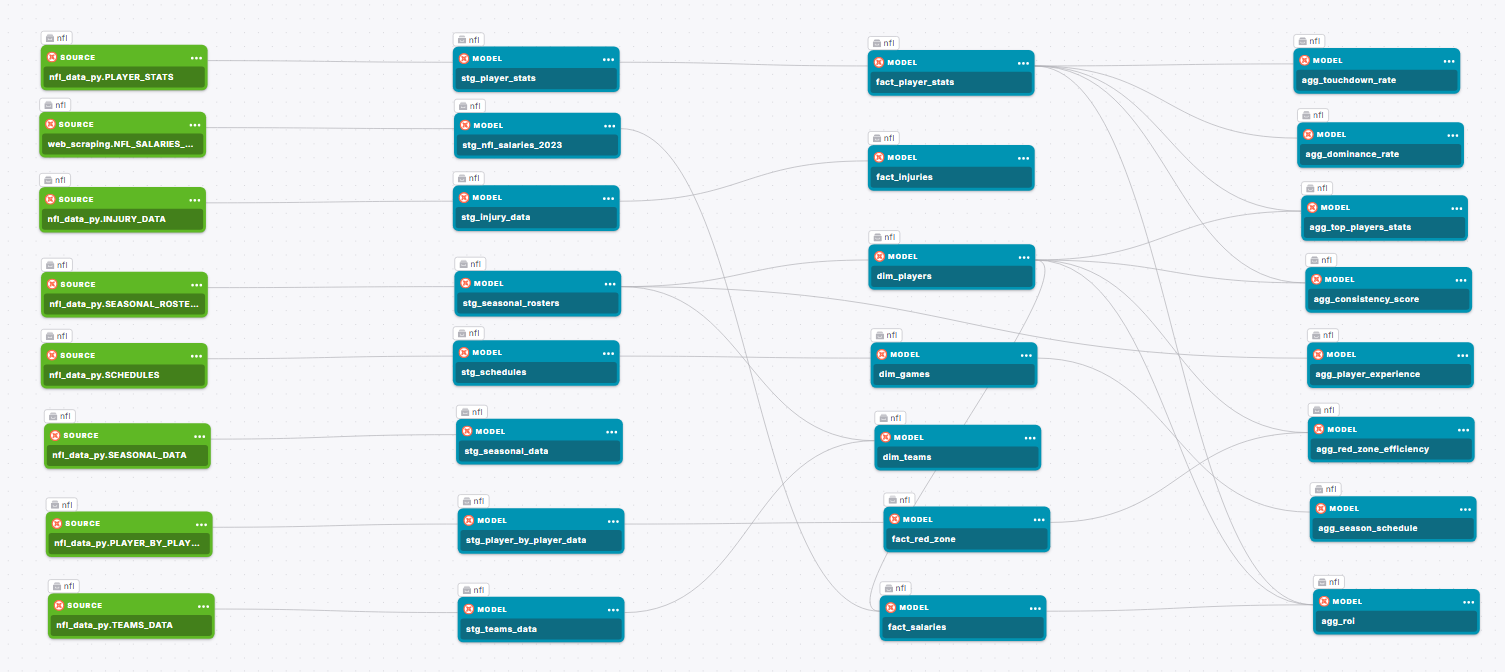 nfl
SOURCE
nfl_data_py.PLAYER_STATS
nfl
SOURCE
web_scraping.NFL_SALARIES_...
nfl
SOURCE
nfl_data_py.INJURY_DATA
nfl
SOURCE
nfl_data_py.SEASONAL_ROSTE...
nfl
SOURCE
nfl_data_py.SCHEDULES
nfl
SOURCE
nfl_data_py.SEASONAL_DATA
nfl
SOURCE
nfl_data_py.PLAYER_BY_PLAY...
nfl
SOURCE
nfl_data_py.TEAMS_DATA
nfl
MODEL
stg_player_stats
nfl
MODEL
stg_nfl_salaries_2023
nfl
MODEL
stg_injury_data
nfl
MODEL
stg_seasonal_rosters
nfl
MODEL
stg_schedules
nfl
MODEL
stg_seasonal_data
nfl
MODEL
stg_player_by_player_data
nfl
MODEL
stg_teams_data
nfl
MODEL
fact_player_stats
nfl
MODEL
fact_injuries
nfl
MODEL
dim_players
nfl
MODEL
dim_games
nfl
MODEL
dim_teams
nfl
MODEL
fact_red_zone
nfl
MODEL
fact_salaries
nfl
MODEL
agg_touchdown_rate
nfl
MODEL
agg_dominance_rate
nfl
MODEL
agg_top_players_stats
nfl
MODEL
agg_consistency_score
nfl
MODEL
agg_player_experience
nfl
MODEL
agg_red_zone_efficiency
nfl
MODEL
agg_season_schedule
nfl
MODEL
agg_roi